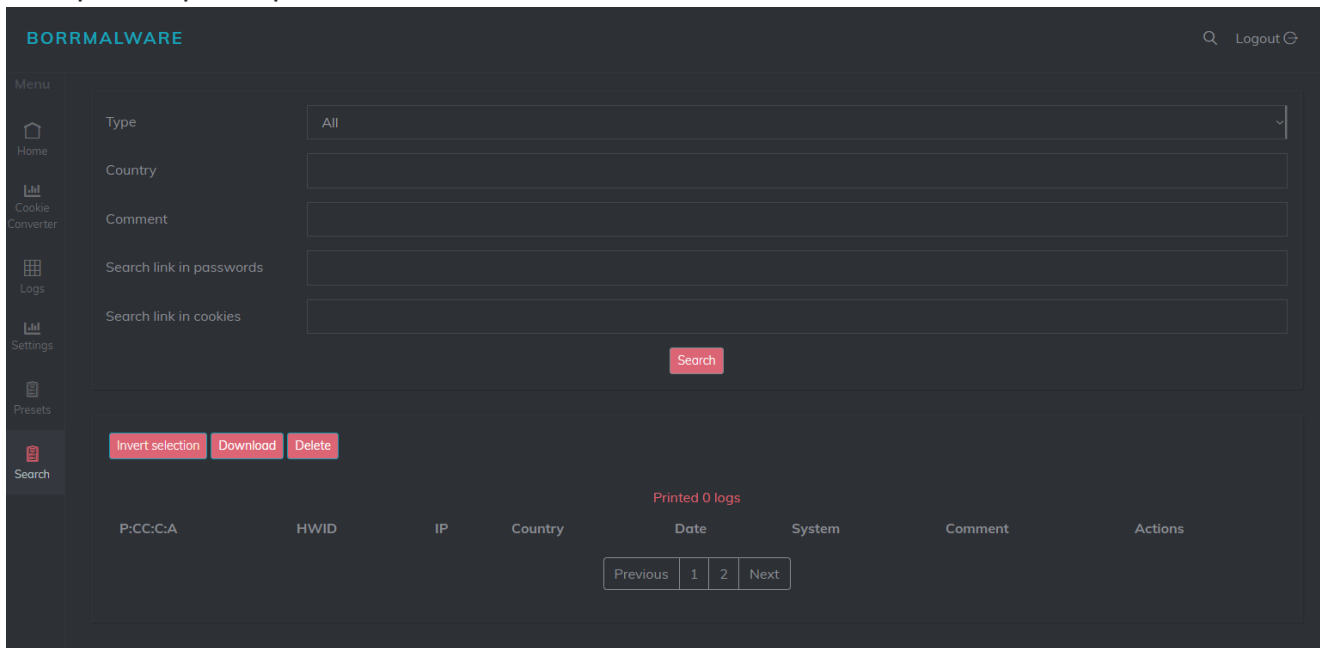 BORRMALWARE
Logout
Menu
Home
Cookie
Converter
Logs
Settings
Presets
Search
Type
All
Country
Comment
Search link in passwords
Search link in cookies
Search
Invert selection Download Delete
Printed 0 logs
P:CC:C:A HWID IP Country Date System Comment Actions
Previous 1 2 Next